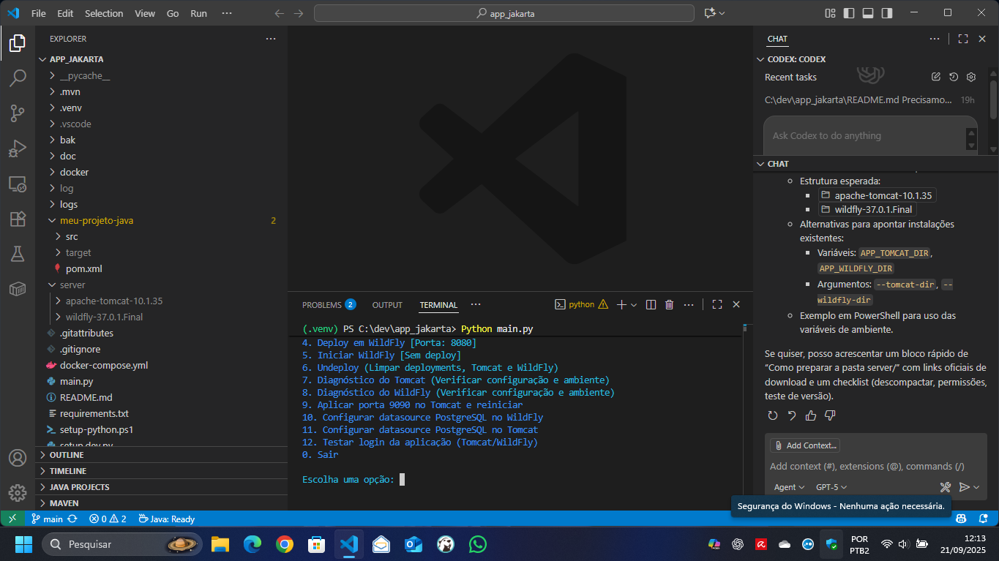 File Edit Selection View Go Run ···
app_jakarta
EXPLORER ···
APP_JAKARTA
__pycache__
.mvn
.venv
.vscode
bak
doc
docker
log
logs
meu-projeto-java 2
src
target
pom.xml
server
apache-tomcat-10.1.35
wildfly-37.0.1.Final
.gitattributes
.gitignore
docker-compose.yml
main.py
README.md
requirements.txt
setup-python.ps1
setup dev.py
OUTLINE
TIMELINE
JAVA PROJECTS
MAVEN
PROBLEMS 2 OUTPUT TERMINAL ··· python ···
(.venv) PS C:\dev\app_jakarta> Python main.py
4. Deploy em WildFly [Porta: 8080]
5. Iniciar WildFly [Sem deploy]
6. Undeploy (Limpar deployments, Tomcat e WildFly)
7. Diagnóstico do Tomcat (Verificar configuração e ambiente)
8. Diagnóstico do WildFly (Verificar configuração e ambiente)
9. Aplicar porta 9090 no Tomcat e reiniciar
10. Configurar datasource PostgreSQL no WildFly
11. Configurar datasource PostgreSQL no Tomcat
12. Testar login da aplicação (Tomcat/WildFly)
0. Sair
Escolha uma opção:
CHAT ···
CODEX: CODEX
Recent tasks
C:\dev\app_jakarta\README.md Precisamo... 19h
Ask Codex to do anything
CHAT
Estrutura esperada:
apache-tomcat-10.1.35
wildfly-37.0.1.Final
Alternativas para apontar instalações
existentes:
Variáveis: APP_TOMCAT_DIR,
APP_WILDFLY_DIR
Argumentos: --tomcat-dir, --
wildfly-dir
Exemplo em PowerShell para uso das
variáveis de ambiente.
Se quiser, posso acrescentar um bloco rápido de
“Como preparar a pasta server/” com links oficiais de
download e um checklist (descompactar, permissões,
teste de versão).
Add Context...
Add context (#), extensions (@), commands (/)
Agent GPT-5
Segurança do Windows - Nenhuma ação necessária.
main 0 2 Java: Ready
Pesquisar
POR
PTB2
12:13
21/09/2025